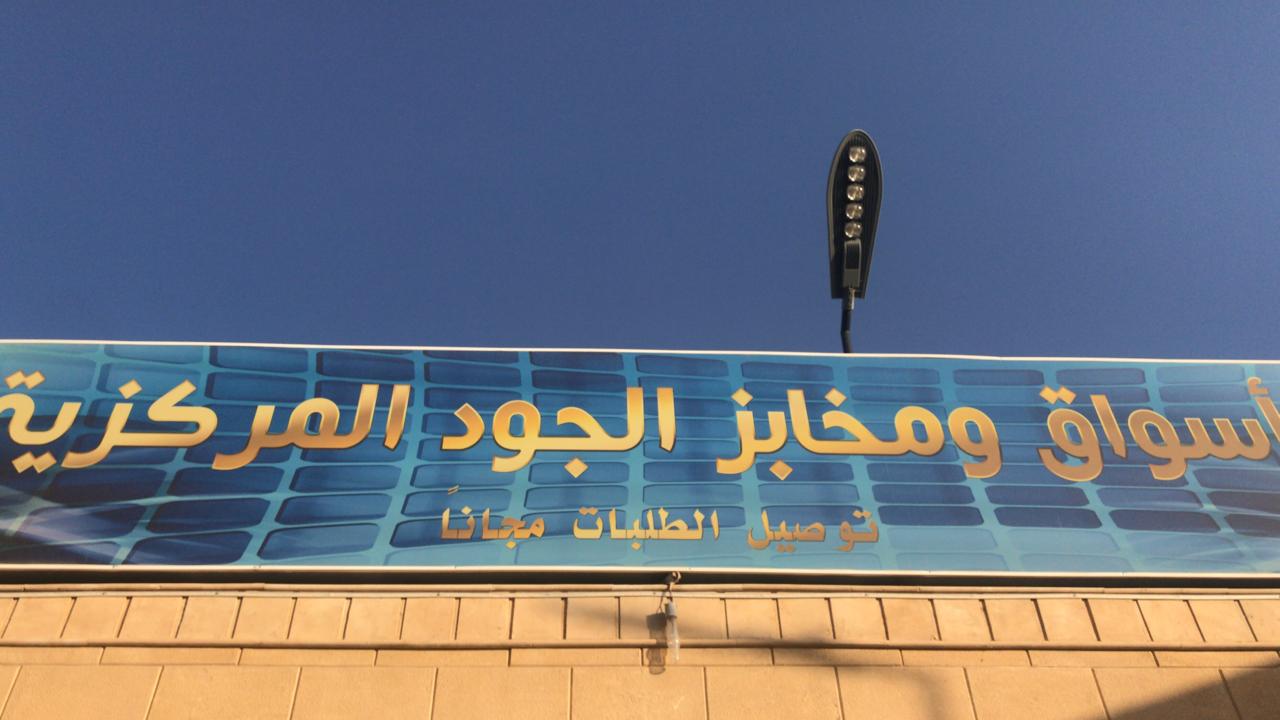 أسواق ومخابز الجود المركزية
توصيل الطلبات مجاناً